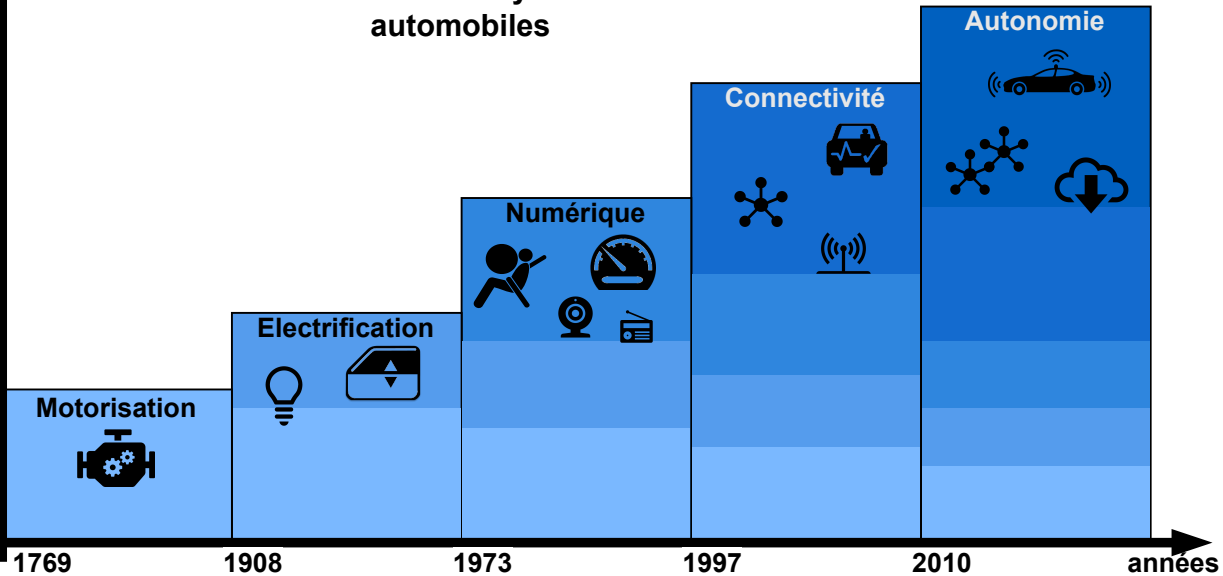 automobiles
Autonomie
Connectivité
Numérique
Electrification
Motorisation
1769 1908 1973 1997 2010 années